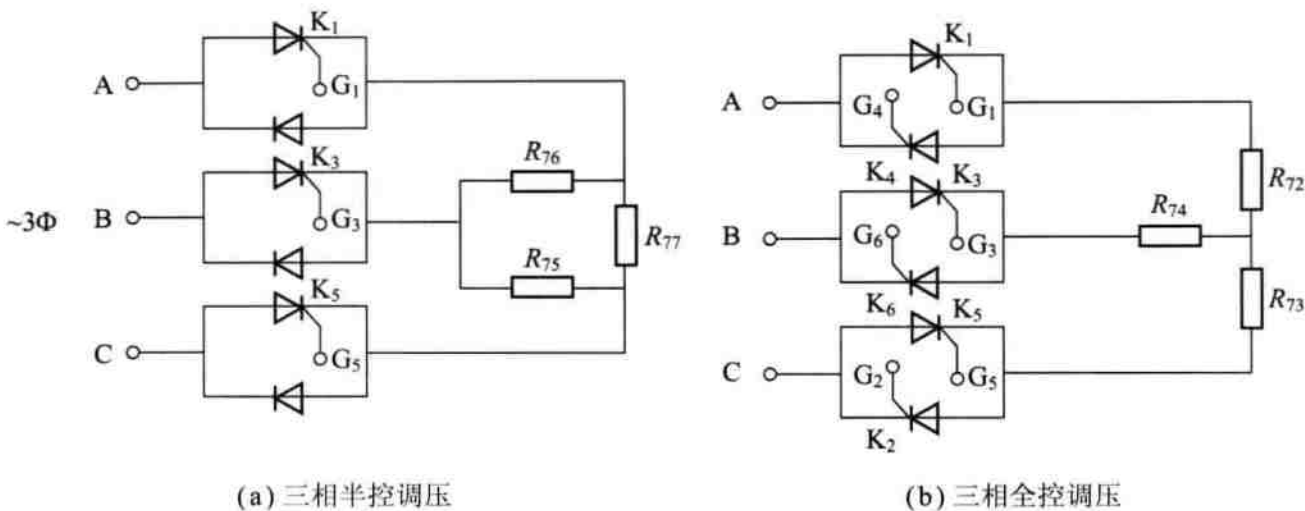 ~3Φ
A
K₁
G₁
B
K₃
G₃
C
K₅
G₅
R₇₆
R₇₅
R₇₇
(a) 三相半控调压
A
K₁
G₄
G₁
K₄
B
K₃
G₆
G₃
K₆
C
K₅
G₂
G₅
K₂
R₇₂
R₇₄
R₇₃
(b) 三相全控调压